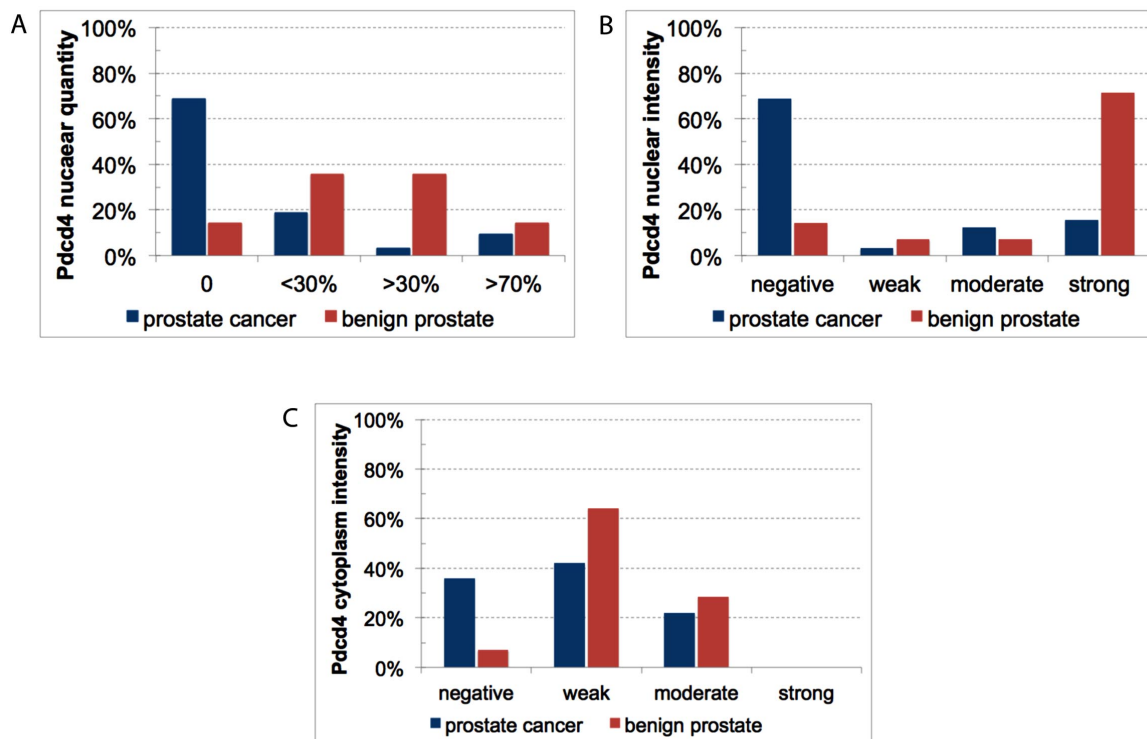 A
Pdcd4 nucaear quantity
100%
80%
60%
40%
20%
0%
0 <30% >30% >70%
prostate cancer benign prostate
B
Pdcd4 nuclear intensity
100%
80%
60%
40%
20%
0%
negative weak moderate strong
prostate cancer benign prostate
C
Pdcd4 cytoplasm intensity
100%
80%
60%
40%
20%
0%
negative weak moderate strong
prostate cancer benign prostate